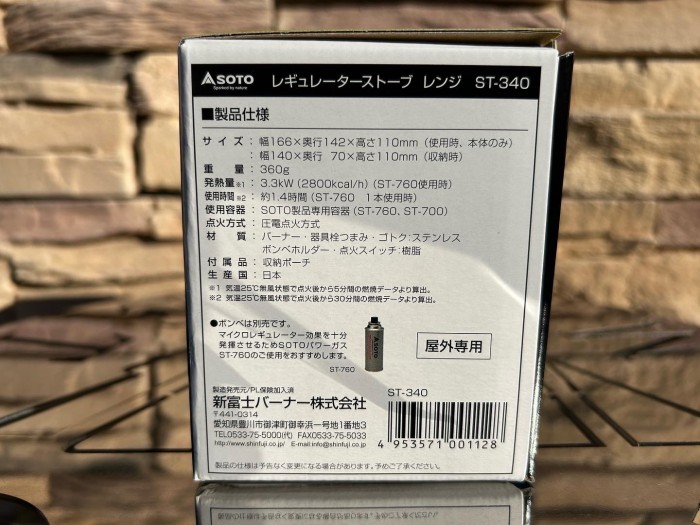 SOTO レギュレーターストーブ レンジ ST-340
Sparked by nature
■製品仕様
サイズ：幅166×奥行142×高さ110mm（使用時、本体のみ）
：幅140×奥行 70×高さ110mm（収納時）
重量：360g
発熱量※1：3.3kW（2800kcal/h）（ST-760使用時）
使用時間※2：約1.4時間（ST-760 1本使用時）
使用容器：SOTO製品専用容器（ST-760、ST-700）
点火方式：圧電点火方式
材質：バーナー・器具栓つまみ・ゴトク：ステンレス
ボンベホルダー・点火スイッチ：樹脂
付属品：収納ポーチ
生産国：日本
※1 気温25℃無風状態で点火後から5分間の燃焼データより算出。
※2 気温25℃無風状態で点火後から30分間の燃焼データより算出。
●ボンベは別売です。
マイクロレギュレーター効果を十分
発揮させるためSOTOパワーガス
ST-760のご使用をおすすめします。
SOTO
ST-760
屋外専用
製造発売元/PL保険加入済
新富士バーナー株式会社
〒441-0314
愛知県豊川市御津町御幸浜一号地1番地3
TEL0533-75-5000(代) FAX0533-75-5033
http://www.shinfuji.co.jp/ E-mail:info@shinfuji.co.jp
ST-340
4 953571 001128
製品の仕様は予告なく変更になる場合があります。予めご了承ください。